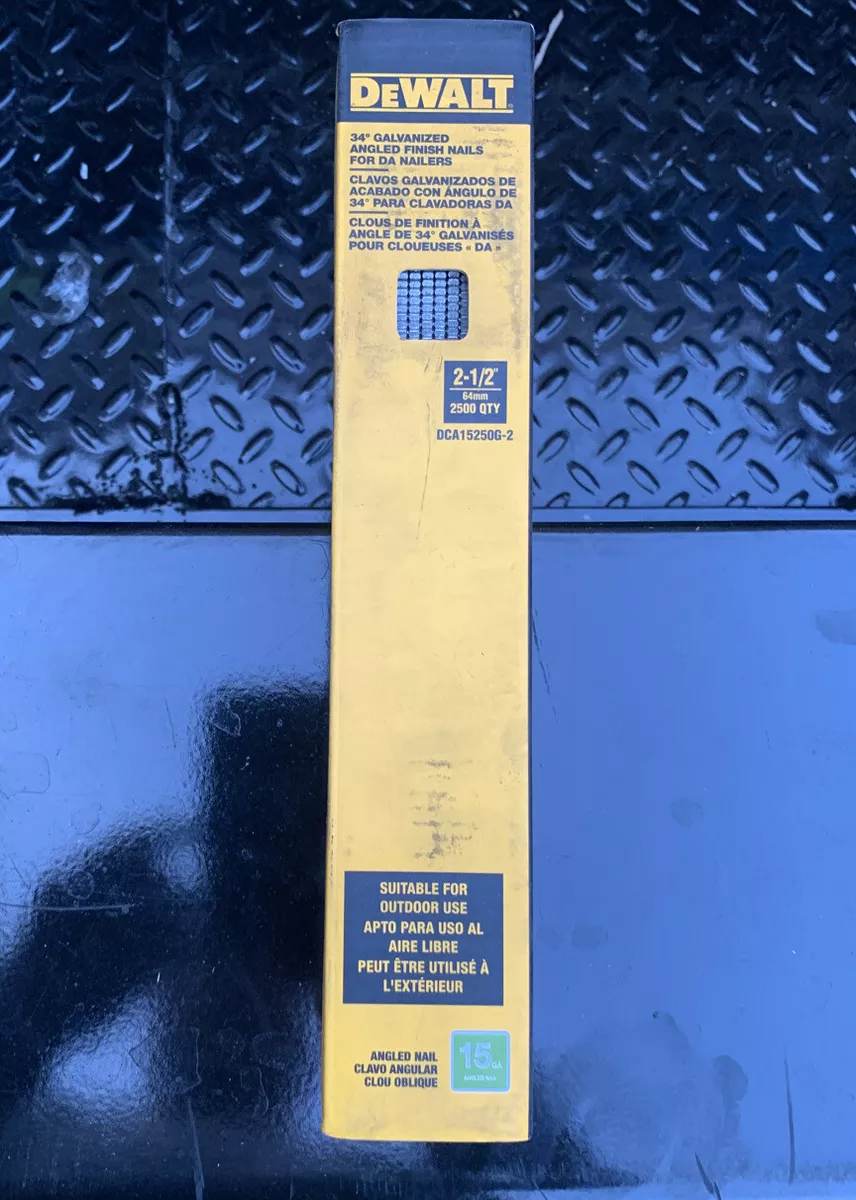 DEWALT
34° GALVANIZED
ANGLED FINISH NAILS
FOR DA NAILERS
CLAVOS GALVANIZADOS DE
ACABADO CON ÁNGULO DE
34° PARA CLAVADORAS DA
CLOUS DE FINITION À
ANGLE DE 34° GALVANISÉS
POUR CLOUEUSES « DA »
2-1/2"
64mm
2500 QTY
DCA15250G-2
SUITABLE FOR
OUTDOOR USE
APTO PARA USO AL
AIRE LIBRE
PEUT ÊTRE UTILISÉ À
L'EXTÉRIEUR
ANGLED NAIL
CLAVO ANGULAR
CLOU OBLIQUE
15 GA
ANGLED NAIL